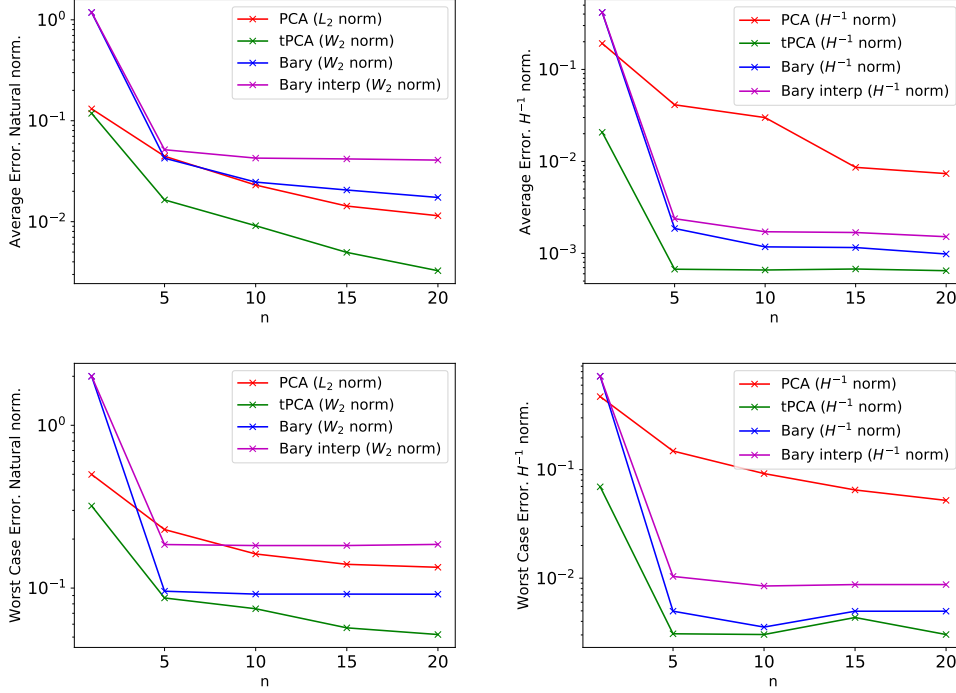 Average Error. Natural norm.
10^0
10^{-1}
10^{-2}
PCA (L_2 norm)
tPCA (W_2 norm)
Bary (W_2 norm)
Bary interp (W_2 norm)
5 10 15 20
n
Average Error. H^{-1} norm.
10^{-1}
10^{-2}
10^{-3}
PCA (H^{-1} norm)
tPCA (H^{-1} norm)
Bary (H^{-1} norm)
Bary interp (H^{-1} norm)
5 10 15 20
n
Worst Case Error. Natural norm.
10^0
10^{-1}
PCA (L_2 norm)
tPCA (W_2 norm)
Bary (W_2 norm)
Bary interp (W_2 norm)
5 10 15 20
n
Worst Case Error. H^{-1} norm.
10^{-1}
10^{-2}
PCA (H^{-1} norm)
tPCA (H^{-1} norm)
Bary (H^{-1} norm)
Bary interp (H^{-1} norm)
5 10 15 20
n